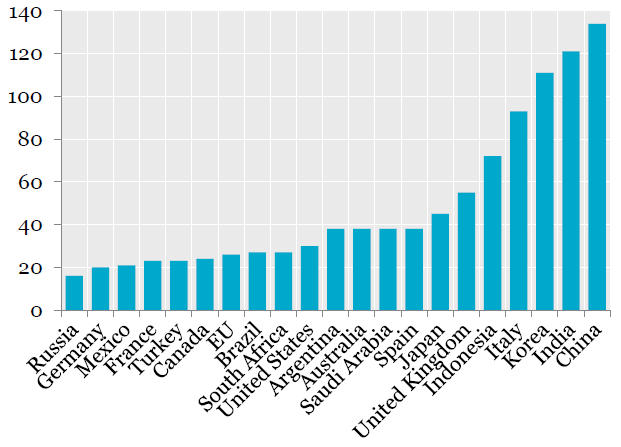 140
120
100
80
60
40
20
0
Russia
Germany
Mexico
France
Turkey
Canada
EU
Brazil
South Africa
United States
Argentina
Australia
Saudi Arabia
Spain
Japan
United Kingdom
Indonesia
Italy
Korea
India
China